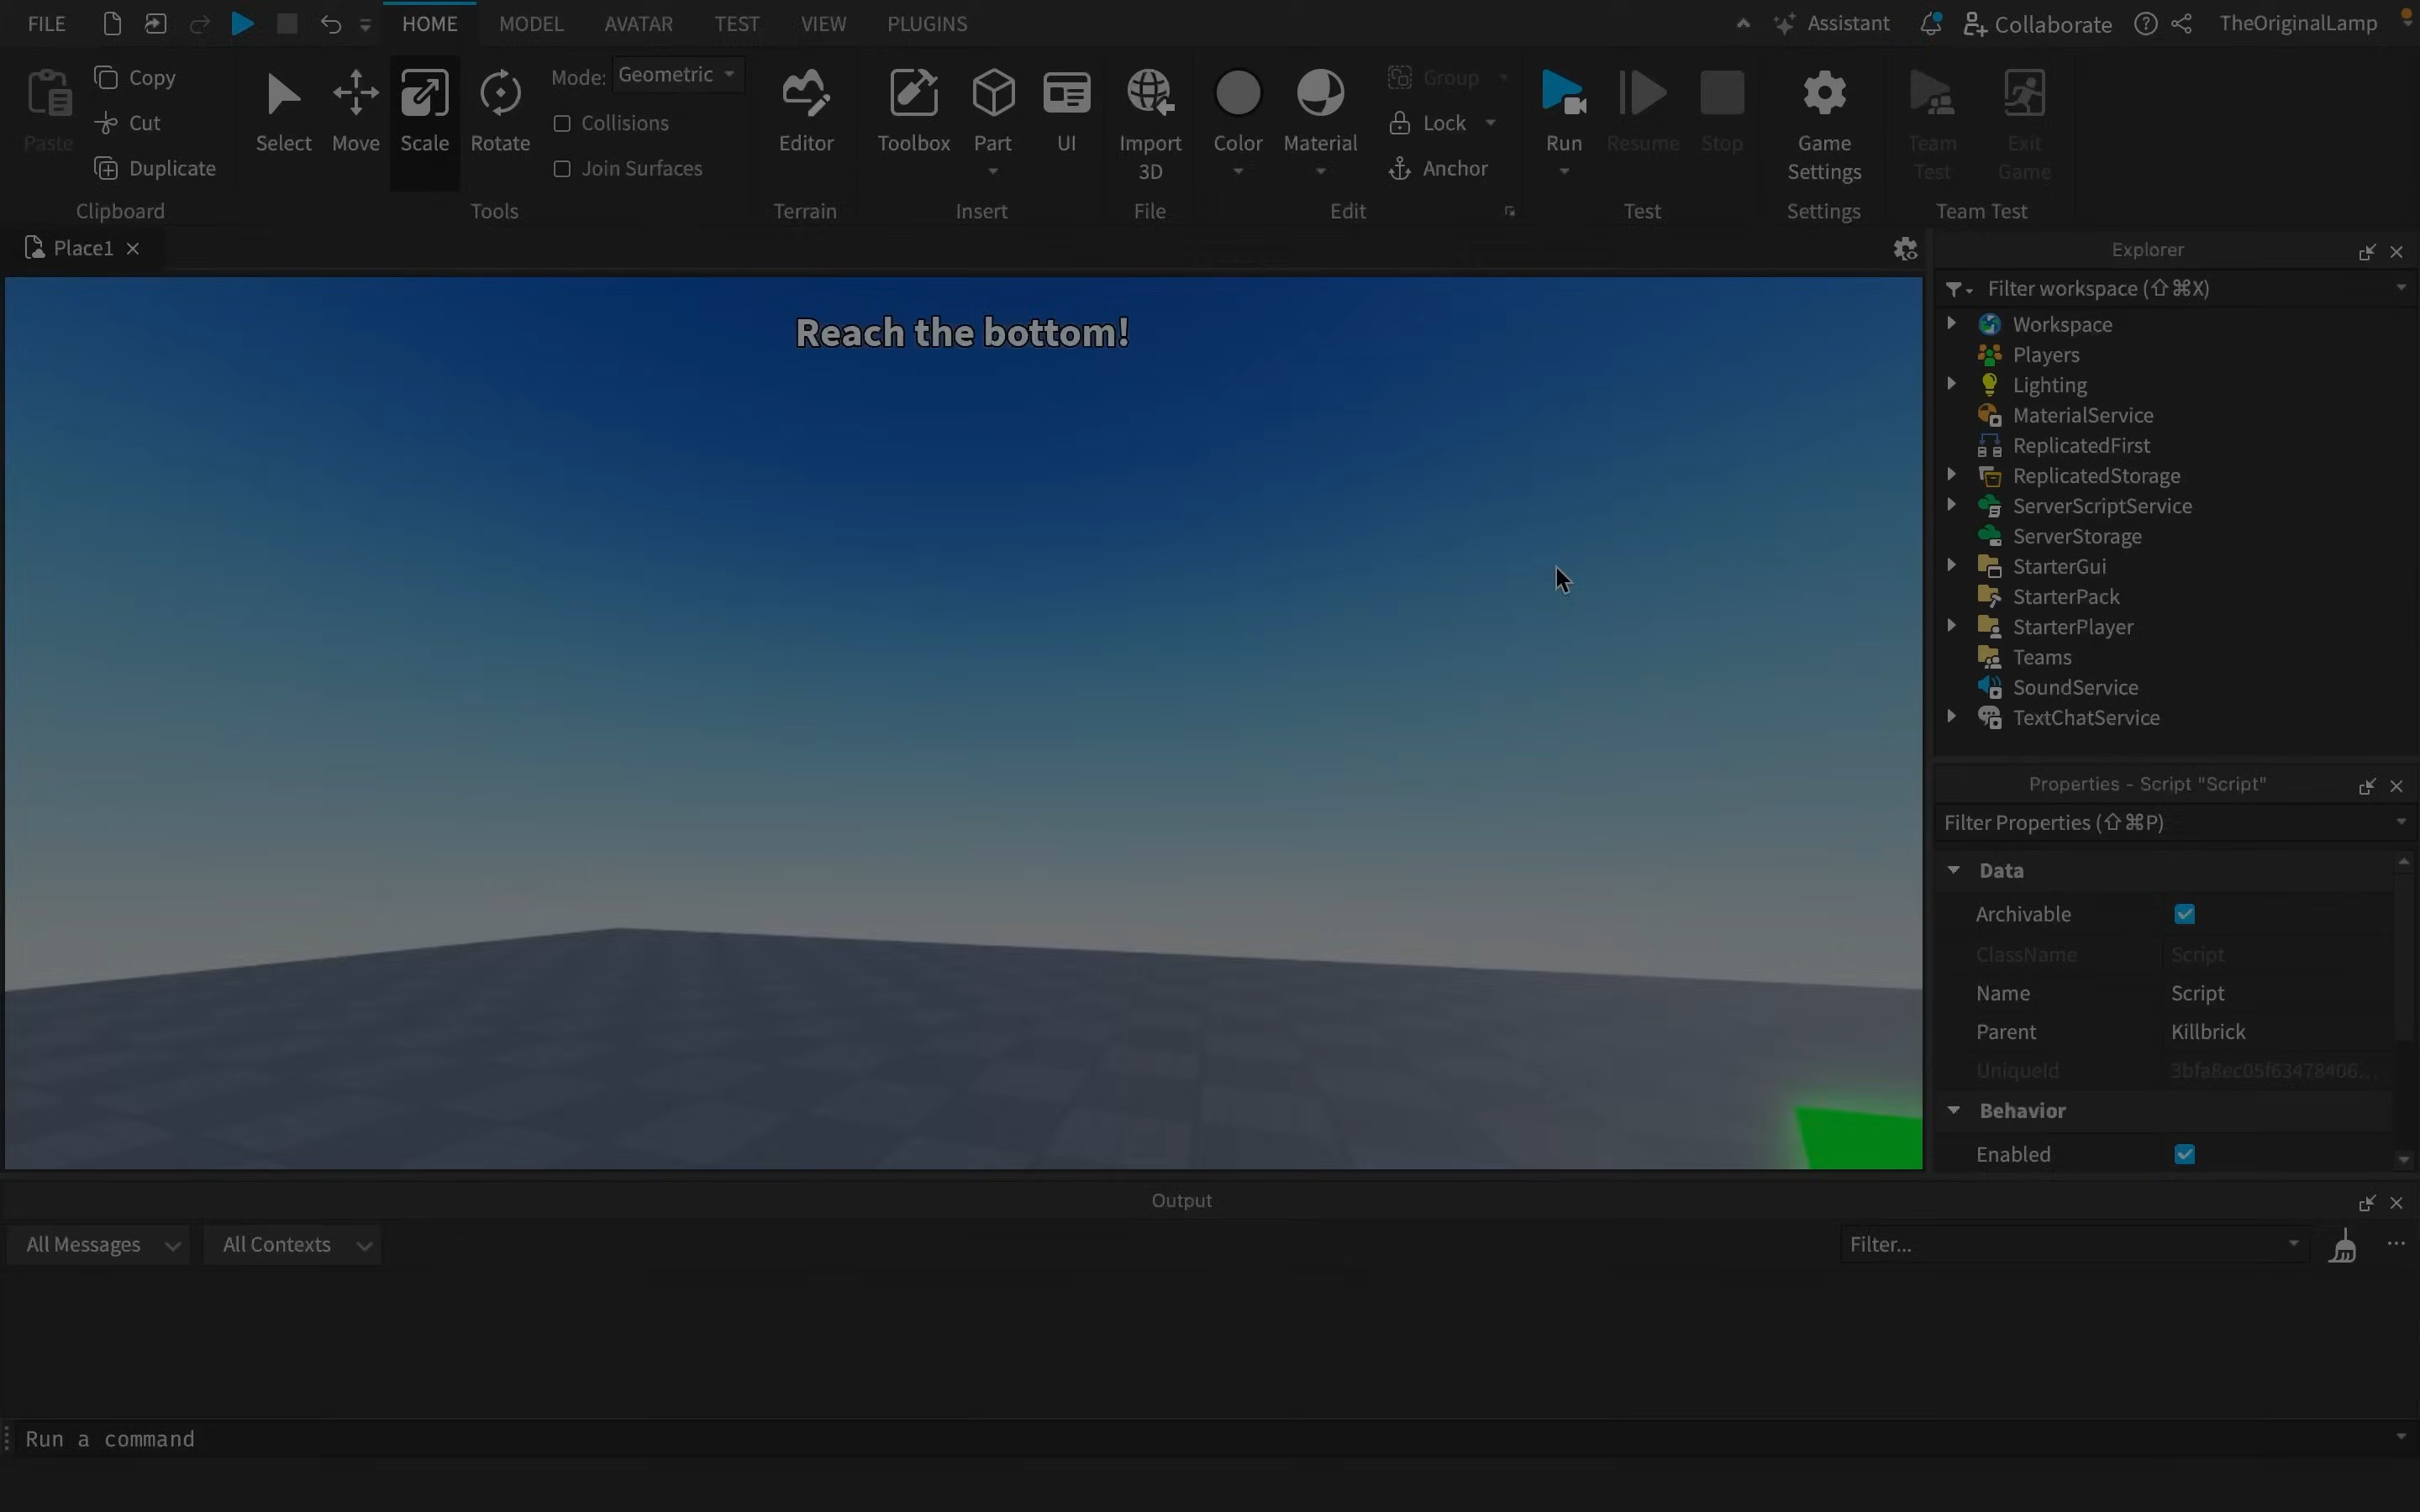 FILE HOME MODEL AVATAR TEST VIEW PLUGINS Assistant Collaborate TheOriginalLamp
Paste Copy Cut Duplicate
Select Move Scale Rotate
Mode: Geometric
Collisions
Join Surfaces
Editor Toolbox Part UI Import 3D Color Material
Group
Lock
Anchor
Run Resume Stop Game Settings Team Test Exit Game
Clipboard Tools Terrain Insert File Edit Test Settings Team Test
Place1
Reach the bottom!
Explorer
Filter workspace (⇧⌘X)
Workspace
Players
Lighting
MaterialService
ReplicatedFirst
ReplicatedStorage
ServerScriptService
ServerStorage
StarterGui
StarterPack
StarterPlayer
Teams
SoundService
TextChatService
Properties - Script "Script"
Filter Properties (⇧⌘P)
Data
Archivable
ClassName Script
Name Script
Parent Killbrick
UniqueId 3bfa8ec05f63478406...
Behavior
Enabled
Output
All Messages All Contexts Filter...
Run a command